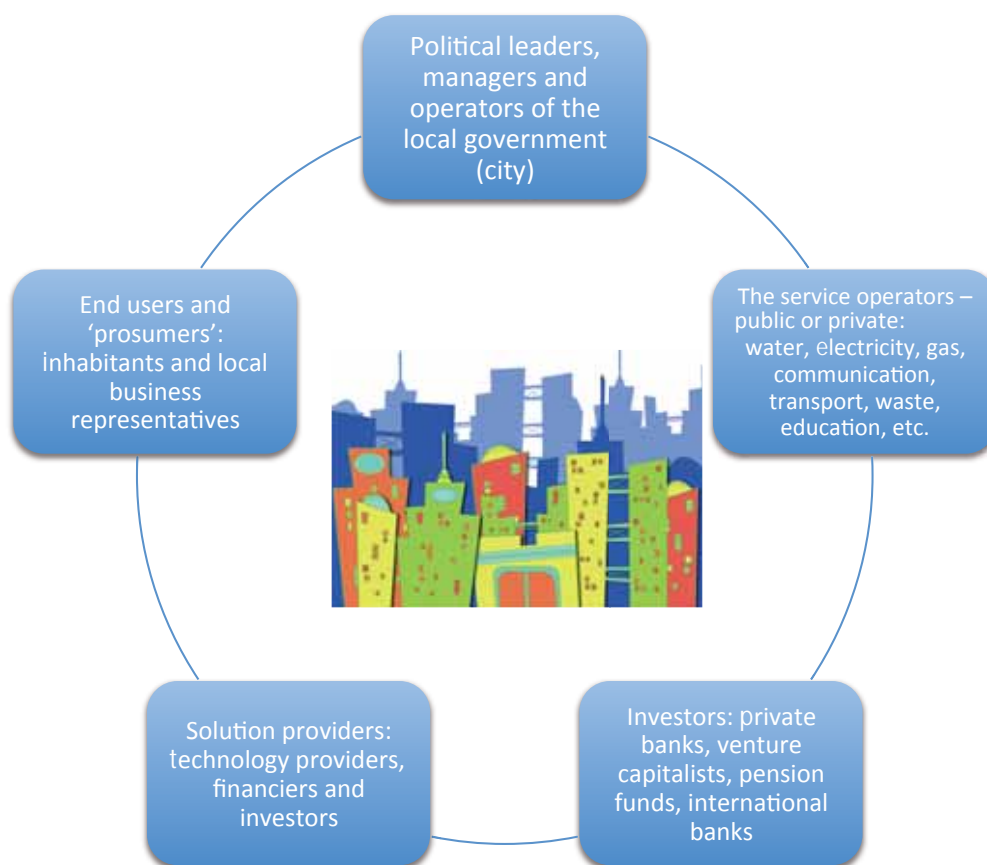 Political leaders,
managers and
operators of the
local government
(city)
The service operators –
public or private:
water, electricity, gas,
communication,
transport, waste,
education, etc.
Investors: private
banks, venture
capitalists, pension
funds, international
banks
Solution providers:
technology providers,
financiers and
investors
End users and
‘prosumers’:
inhabitants and local
business
representatives